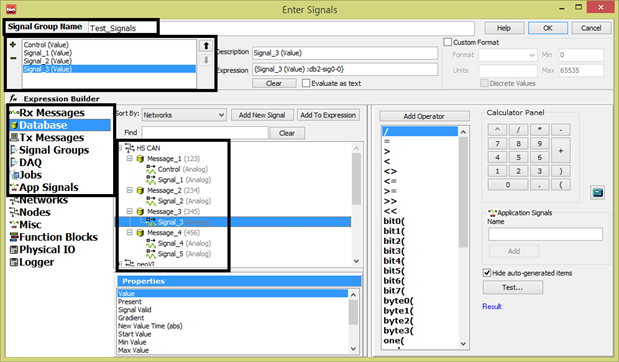 Enter Signals
Signal Group Name Test_Signals
Help OK Cancel
Control (Value)
Signal_1 (Value)
Signal_2 (Value)
Signal_3 (Value)
Description Signal_3 (Value)
Expression {Signal_3 (Value) :db2-sig0-0}
Clear Evaluate as text
Custom Format
Format Min 0
Units Max 65535
Discrete Values
fx Expression Builder
Rx Messages
Database
Tx Messages
Signal Groups
DAQ
Jobs
App Signals
Networks
Nodes
Misc
Function Blocks
Physical IO
Logger
Sort By: Networks Add New Signal Add To Expression
Find Clear
HS CAN
Message_1 (123)
Control (Analog)
Signal_1 (Analog)
Message_2 (234)
Signal_2 (Analog)
Message_3 (345)
Signal_3
Message_4 (456)
Signal_4 (Analog)
Signal_5 (Analog)
neoVI
Properties
Value
Present
Signal Valid
Gradient
New Value Time (abs)
Start Value
Min Value
Max Value
Add Operator
/
=
>
<
<>
<=
>=
>>
<<
bit0(
bit1(
bit2(
bit3(
bit4(
bit5(
bit6(
bit7(
byte0(
byte1(
byte2(
byte3(
one(
Calculator Panel
^ / * -
7 8 9
4 5 6 +
1 2 3 )
0 . (
Application Signals
Name
Add
Hide auto-generated items
Test...
Result: